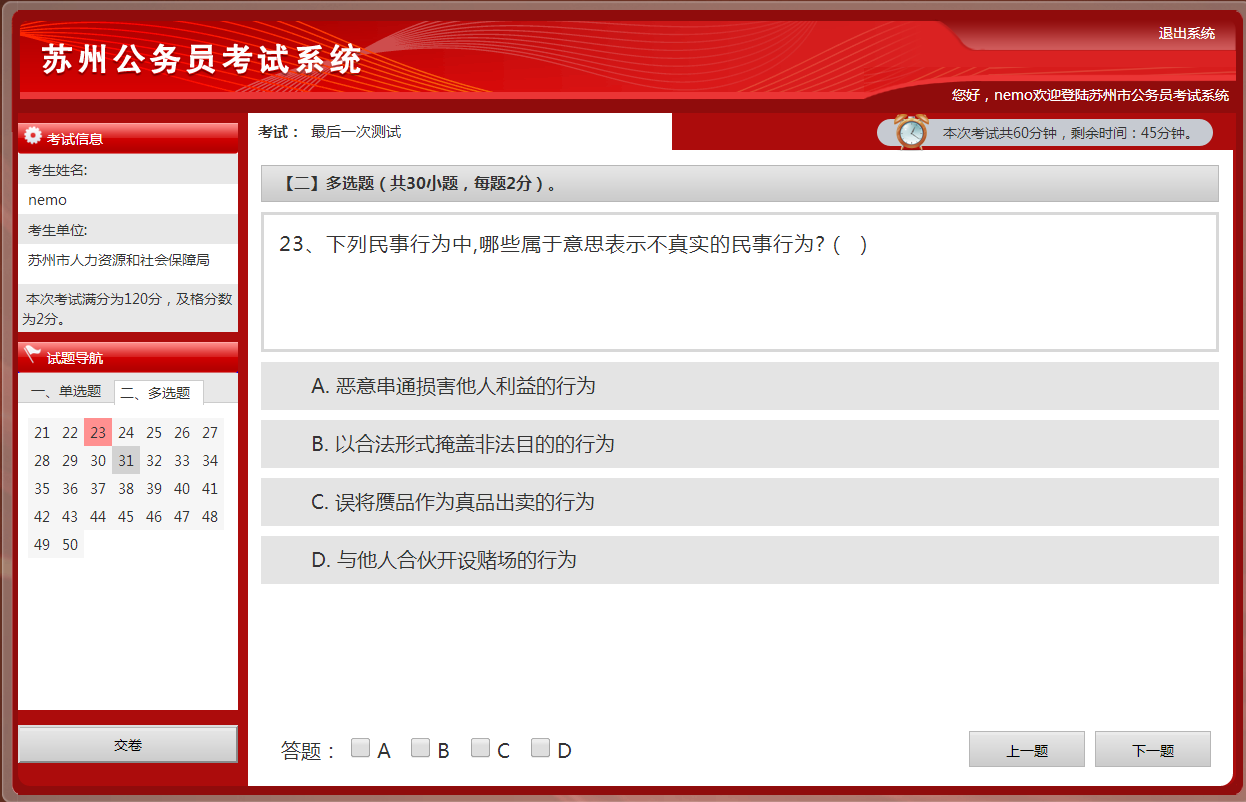 苏州公务员考试系统
退出系统
您好，nemo欢迎登陆苏州市公务员考试系统
考试信息
考生姓名:
nemo
考生单位:
苏州市人力资源和社会保障局
本次考试满分为120分，及格分数
为2分。
试题导航
一、单选题 二、多选题
21 22 23 24 25 26 27
28 29 30 31 32 33 34
35 36 37 38 39 40 41
42 43 44 45 46 47 48
49 50
交卷
考试： 最后一次测试
本次考试共60分钟，剩余时间：45分钟。
【二】多选题（共30小题，每题2分）。
23、下列民事行为中,哪些属于意思表示不真实的民事行为?（ ）
A. 恶意串通损害他人利益的行为
B. 以合法形式掩盖非法目的的行为
C. 误将赝品作为真品出卖的行为
D. 与他人合伙开设赌场的行为
答题： A B C D
上一题 下一题